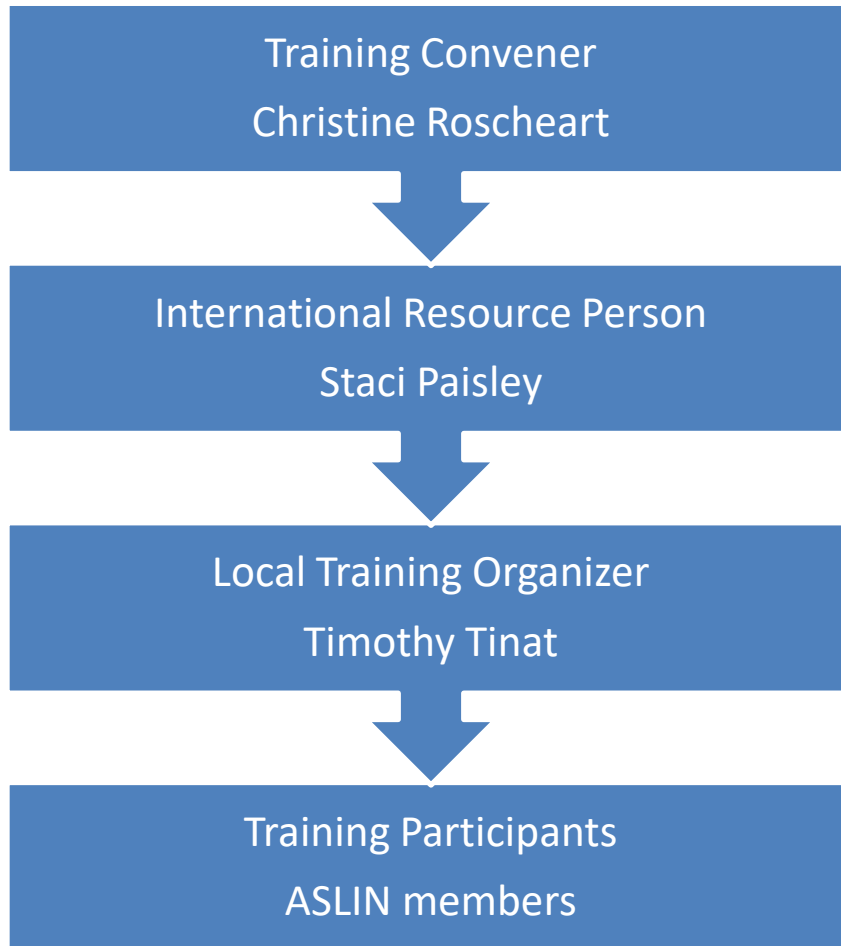 Training Convener
Christine Roscheart
International Resource Person
Staci Paisley
Local Training Organizer
Timothy Tinat
Training Participants
ASLIN members